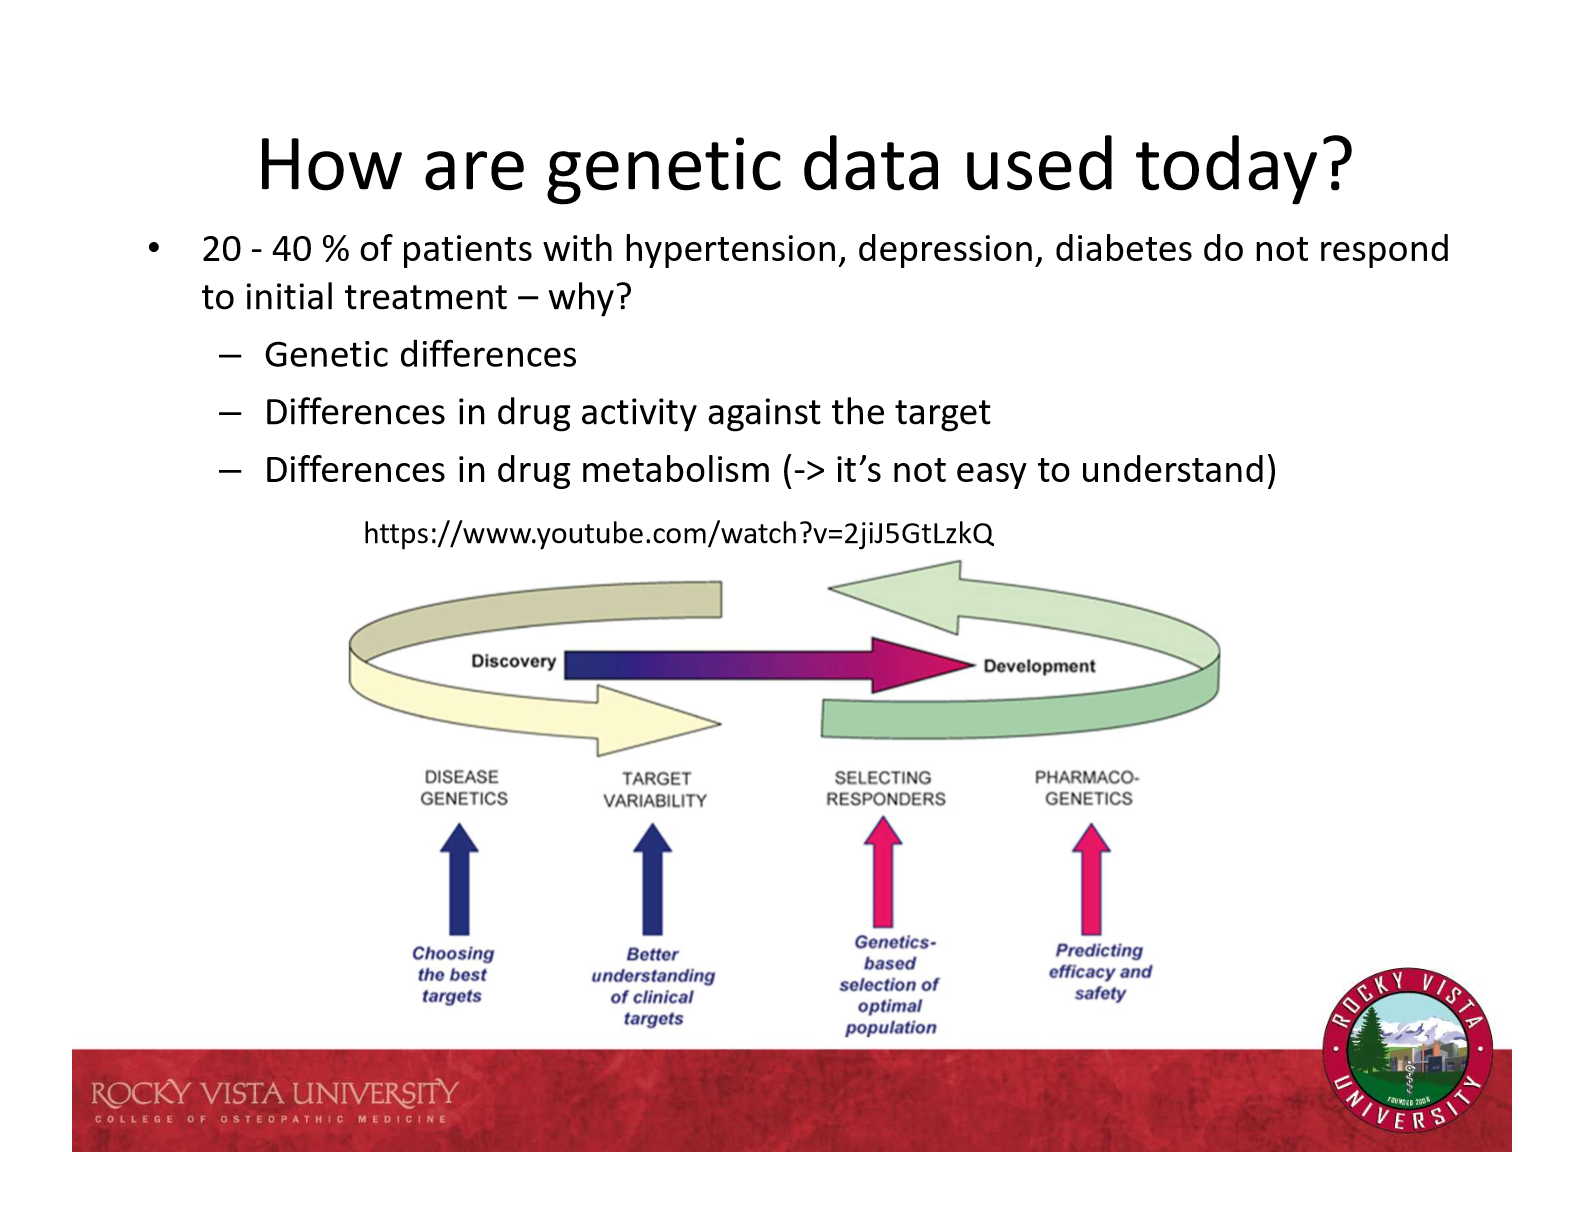 How are genetic data used today?
• 20 - 40 % of patients with hypertension, depression, diabetes do not respond
to initial treatment – why?
– Genetic differences
– Differences in drug activity against the target
– Differences in drug metabolism (-> it’s not easy to understand)
https://www.youtube.com/watch?v=2jiJ5GtLzkQ
Discovery
Development
DISEASE
GENETICS
TARGET
VARIABILITY
SELECTING
RESPONDERS
PHARMACO-
GENETICS
Choosing
the best
targets
Better
understanding
of clinical
targets
Genetics-
based
selection of
optimal
population
Predicting
efficacy and
safety
ROCKY VISTA UNIVERSITY
COLLEGE OF OSTEOPATHIC MEDICINE
ROCKY VISTA
UNIVERSITY
FOUNDED 2006